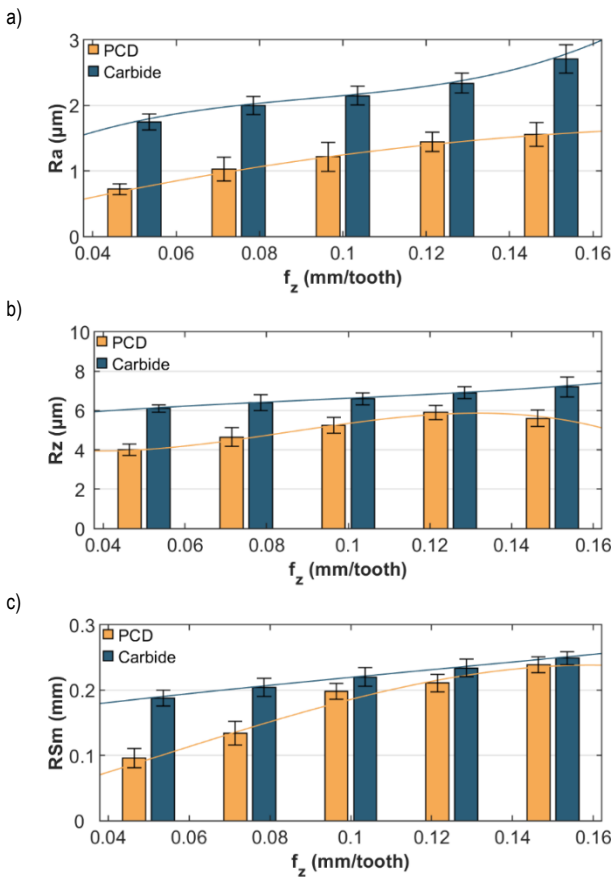 a)
3
2
1
0
Ra (µm)
PCD
Carbide
0.04 0.06 0.08 0.1 0.12 0.14 0.16
f_z (mm/tooth)
b)
10
8
6
4
2
0
Rz (µm)
PCD
Carbide
0.04 0.06 0.08 0.1 0.12 0.14 0.16
f_z (mm/tooth)
c)
0.3
0.2
0.1
0
RSm (mm)
PCD
Carbide
0.04 0.06 0.08 0.1 0.12 0.14 0.16
f_z (mm/tooth)